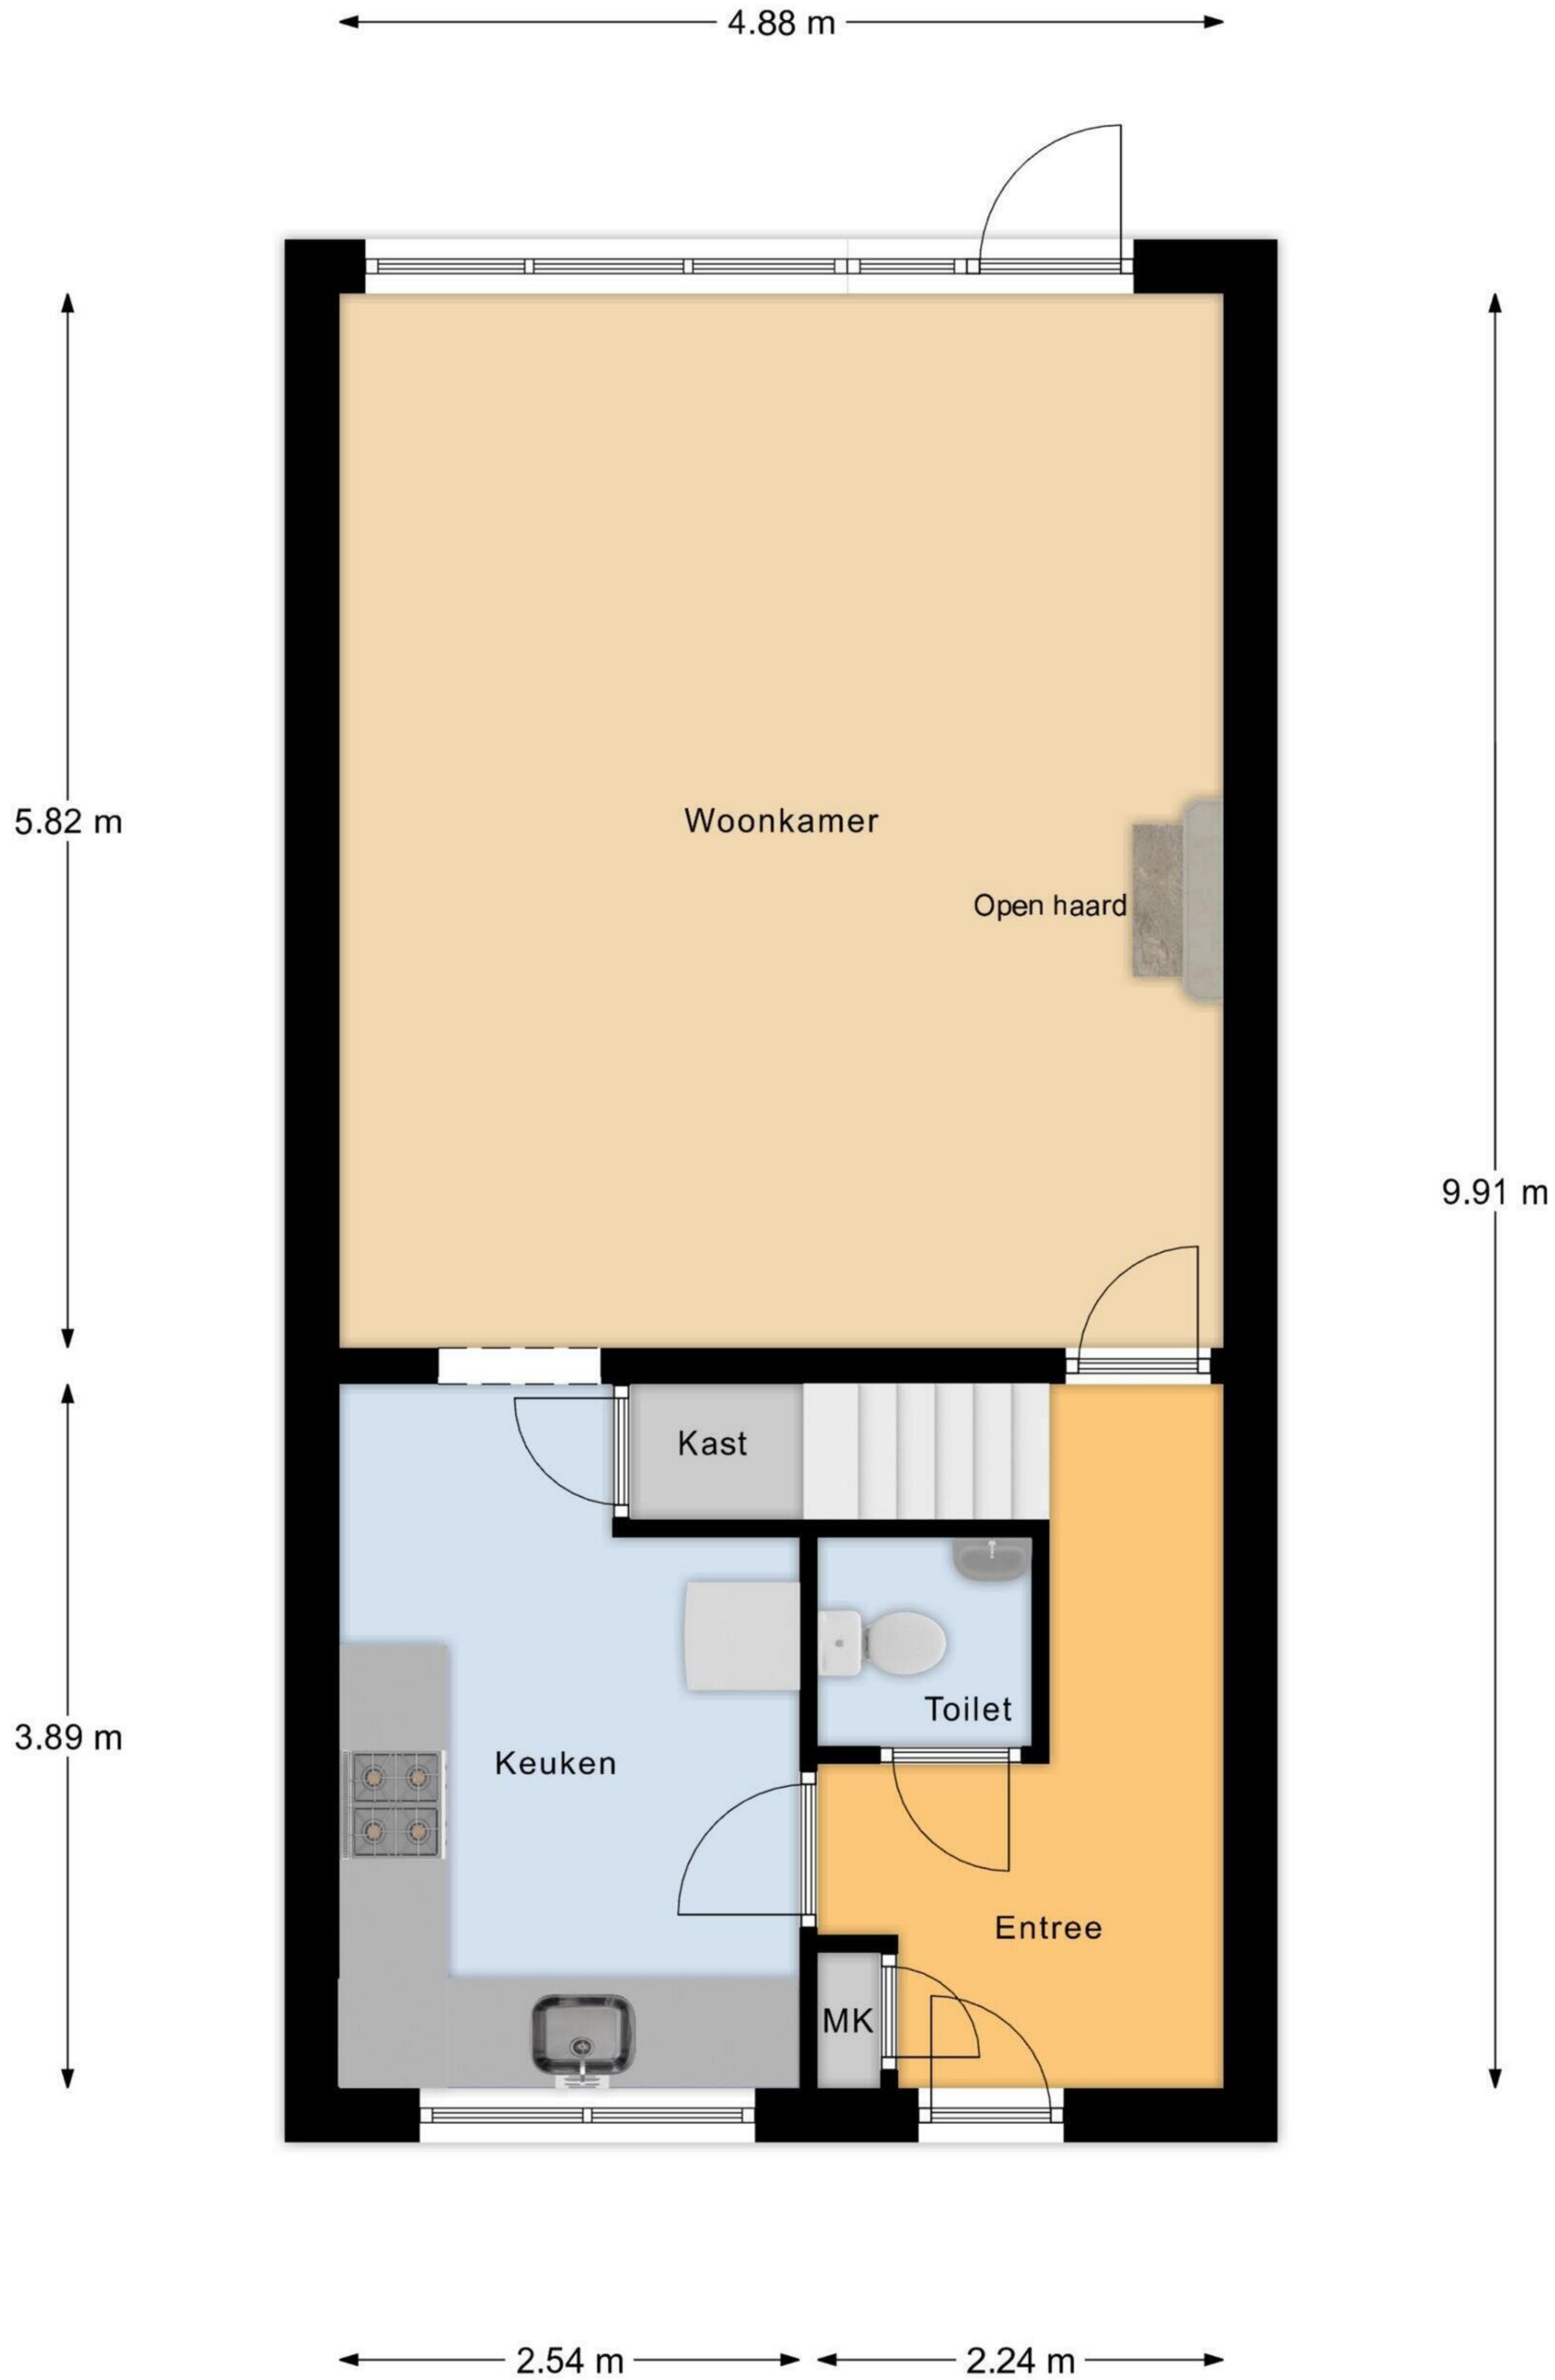 4.88 m
5.82 m
Woonkamer
Open haard
9.91 m
Kast
Toilet
3.89 m
Keuken
Entree
MK
2.54 m
2.24 m